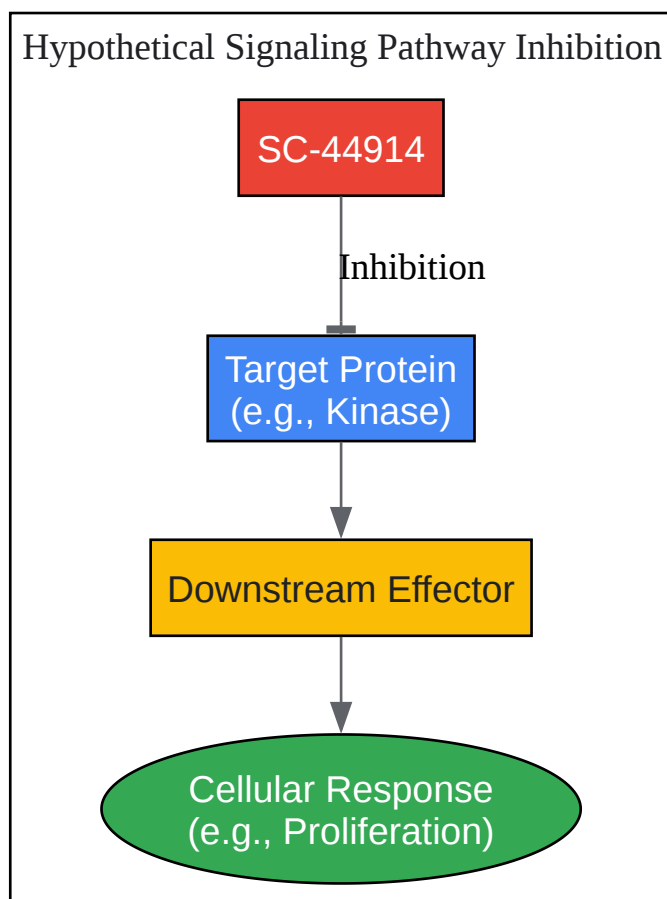 Hypothetical Signaling Pathway Inhibition
SC-44914
Inhibition
Target Protein
(e.g., Kinase)
Downstream Effector
Cellular Response
(e.g., Proliferation)